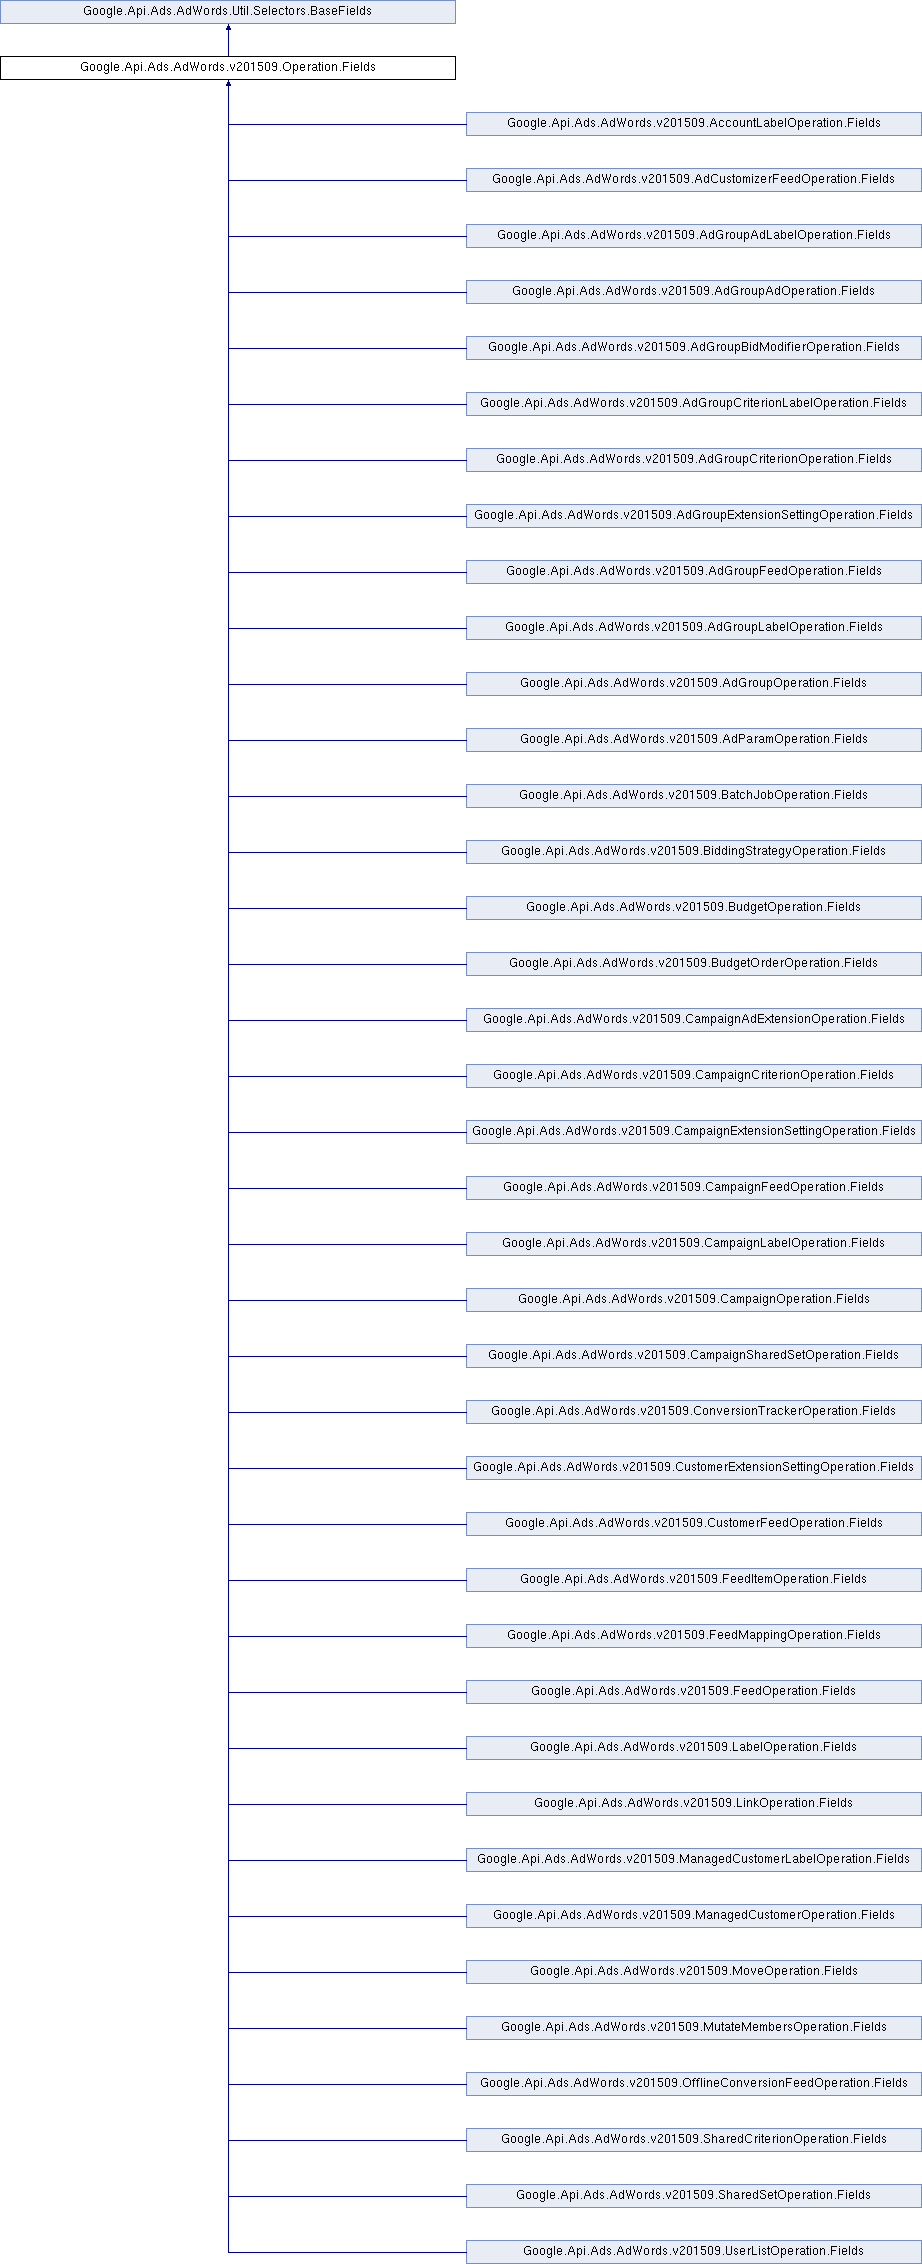 Google.Api.Ads.AdWords.Util.Selectors.BaseFields
Google.Api.Ads.AdWords.v201509.Operation.Fields
Google.Api.Ads.AdWords.v201509.AccountLabelOperation.Fields
Google.Api.Ads.AdWords.v201509.AdCustomizerFeedOperation.Fields
Google.Api.Ads.AdWords.v201509.AdGroupAdLabelOperation.Fields
Google.Api.Ads.AdWords.v201509.AdGroupAdOperation.Fields
Google.Api.Ads.AdWords.v201509.AdGroupBidModifierOperation.Fields
Google.Api.Ads.AdWords.v201509.AdGroupCriterionLabelOperation.Fields
Google.Api.Ads.AdWords.v201509.AdGroupCriterionOperation.Fields
Google.Api.Ads.AdWords.v201509.AdGroupExtensionSettingOperation.Fields
Google.Api.Ads.AdWords.v201509.AdGroupFeedOperation.Fields
Google.Api.Ads.AdWords.v201509.AdGroupLabelOperation.Fields
Google.Api.Ads.AdWords.v201509.AdGroupOperation.Fields
Google.Api.Ads.AdWords.v201509.AdParamOperation.Fields
Google.Api.Ads.AdWords.v201509.BatchJobOperation.Fields
Google.Api.Ads.AdWords.v201509.BiddingStrategyOperation.Fields
Google.Api.Ads.AdWords.v201509.BudgetOperation.Fields
Google.Api.Ads.AdWords.v201509.BudgetOrderOperation.Fields
Google.Api.Ads.AdWords.v201509.CampaignAdExtensionOperation.Fields
Google.Api.Ads.AdWords.v201509.CampaignCriterionOperation.Fields
Google.Api.Ads.AdWords.v201509.CampaignExtensionSettingOperation.Fields
Google.Api.Ads.AdWords.v201509.CampaignFeedOperation.Fields
Google.Api.Ads.AdWords.v201509.CampaignLabelOperation.Fields
Google.Api.Ads.AdWords.v201509.CampaignOperation.Fields
Google.Api.Ads.AdWords.v201509.CampaignSharedSetOperation.Fields
Google.Api.Ads.AdWords.v201509.ConversionTrackerOperation.Fields
Google.Api.Ads.AdWords.v201509.CustomerExtensionSettingOperation.Fields
Google.Api.Ads.AdWords.v201509.CustomerFeedOperation.Fields
Google.Api.Ads.AdWords.v201509.FeedItemOperation.Fields
Google.Api.Ads.AdWords.v201509.FeedMappingOperation.Fields
Google.Api.Ads.AdWords.v201509.FeedOperation.Fields
Google.Api.Ads.AdWords.v201509.LabelOperation.Fields
Google.Api.Ads.AdWords.v201509.LinkOperation.Fields
Google.Api.Ads.AdWords.v201509.ManagedCustomerLabelOperation.Fields
Google.Api.Ads.AdWords.v201509.ManagedCustomerOperation.Fields
Google.Api.Ads.AdWords.v201509.MoveOperation.Fields
Google.Api.Ads.AdWords.v201509.MutateMembersOperation.Fields
Google.Api.Ads.AdWords.v201509.OfflineConversionFeedOperation.Fields
Google.Api.Ads.AdWords.v201509.SharedCriterionOperation.Fields
Google.Api.Ads.AdWords.v201509.SharedSetOperation.Fields
Google.Api.Ads.AdWords.v201509.UserListOperation.Fields